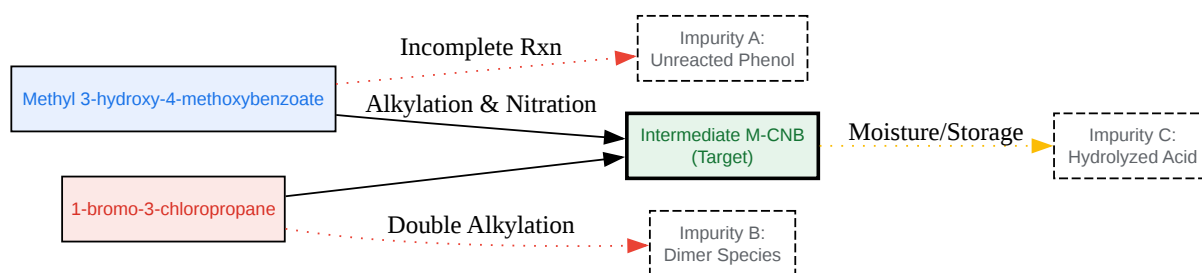 Incomplete Rxn
Impurity A:
Unreacted Phenol
Methyl 3-hydroxy-4-methoxybenzoate
Alkylation & Nitration
Intermediate M-CNB
(Target)
Moisture/Storage
Impurity C:
Hydrolyzed Acid
1-bromo-3-chloropropane
Double Alkylation
Impurity B:
Dimer Species